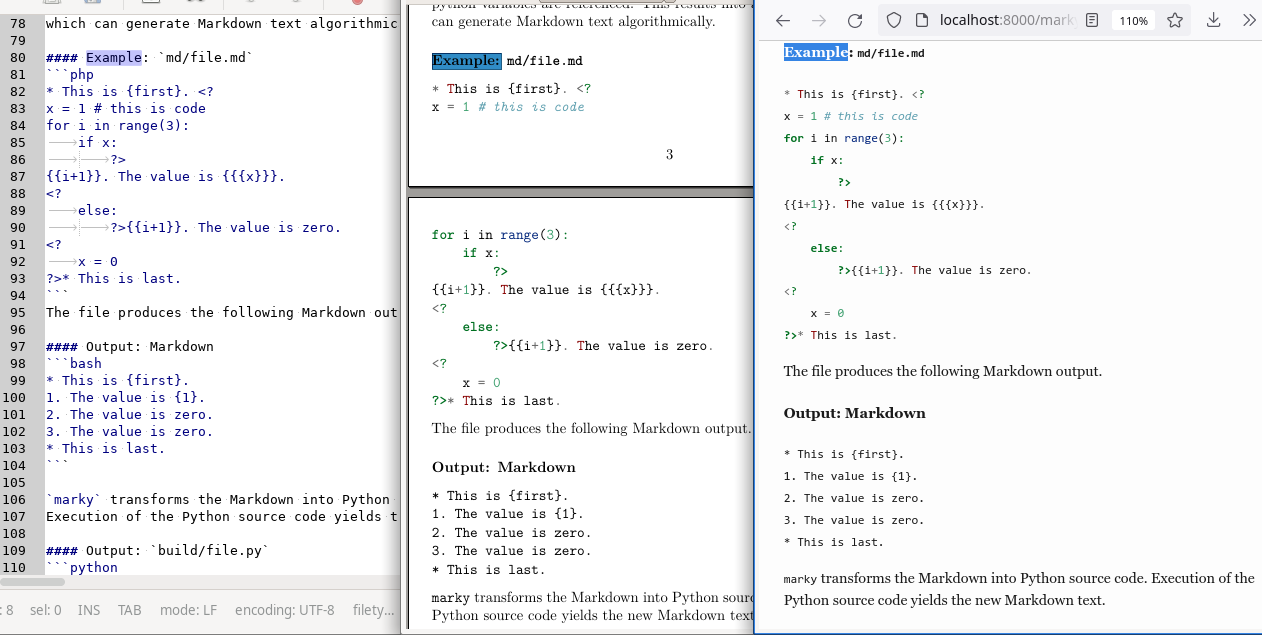 78 which can generate Markdown text algorithmic
79
80 #### Example: `md/file.md`
81 ```php
82 * This is {first}. <?
83 x = 1 # this is code
84 for i in range(3):
85 if x:
86 ?>
87 {{i+1}}. The value is {{{x}}}.
88 <?
89 else:
90 ?>{{i+1}}. The value is zero.
91 <?
92 x = 0
93 ?>* This is last.
94 ```
95 The file produces the following Markdown out
96
97 #### Output: Markdown
98 ```bash
99 * This is {first}.
100 1. The value is {1}.
101 2. The value is zero.
102 3. The value is zero.
103 * This is last.
104 ```
105
106 `marky` transforms the Markdown into Python
107 Execution of the Python source code yields t
108
109 #### Output: `build/file.py`
110 ```python
: 8 sel: 0 INS TAB mode: LF encoding: UTF-8 filety...
python variables are referenced. This results into
can generate Markdown text algorithmically.
Example: md/file.md
* This is {first}. <?
x = 1 # this is code
3
for i in range(3):
if x:
?>
{{i+1}}. The value is {{{x}}}.
<?
else:
?>{{i+1}}. The value is zero.
<?
x = 0
?>* This is last.
The file produces the following Markdown output.
Output: Markdown
* This is {first}.
1. The value is {1}.
2. The value is zero.
3. The value is zero.
* This is last.
marky transforms the Markdown into Python sourc
Python source code yields the new Markdown text
localhost:8000/mark 110%
Example: md/file.md
* This is {first}. <?
x = 1 # this is code
for i in range(3):
if x:
?>
{{i+1}}. The value is {{{x}}}.
<?
else:
?>{{i+1}}. The value is zero.
<?
x = 0
?>* This is last.
The file produces the following Markdown output.
Output: Markdown
* This is {first}.
1. The value is {1}.
2. The value is zero.
3. The value is zero.
* This is last.
marky transforms the Markdown into Python source code. Execution of the
Python source code yields the new Markdown text.